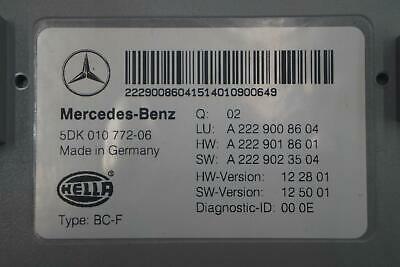 22290086041514010900649
Mercedes-Benz
5DK 010 772-06
Made in Germany
HELLA
Type: BC-F
Q: 02
LU: A 222 900 86 04
HW: A 222 901 86 01
SW: A 222 902 35 04
HW-Version: 12 28 01
SW-Version: 12 50 01
Diagnostic-ID: 00 0E